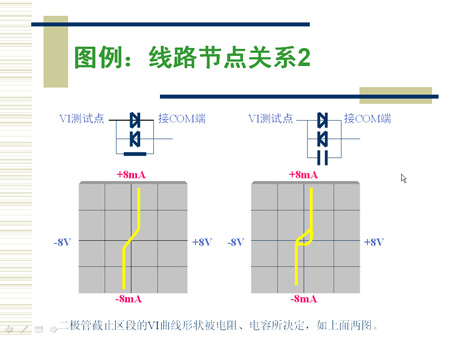 图例：线路节点关系2
VI测试点 接COM端 VI测试点 接COM端
+8mA +8mA
-8V +8V -8V +8V
-8mA -8mA
二极管截止区段的VI曲线形状被电阻、电容所决定，如上面两图。